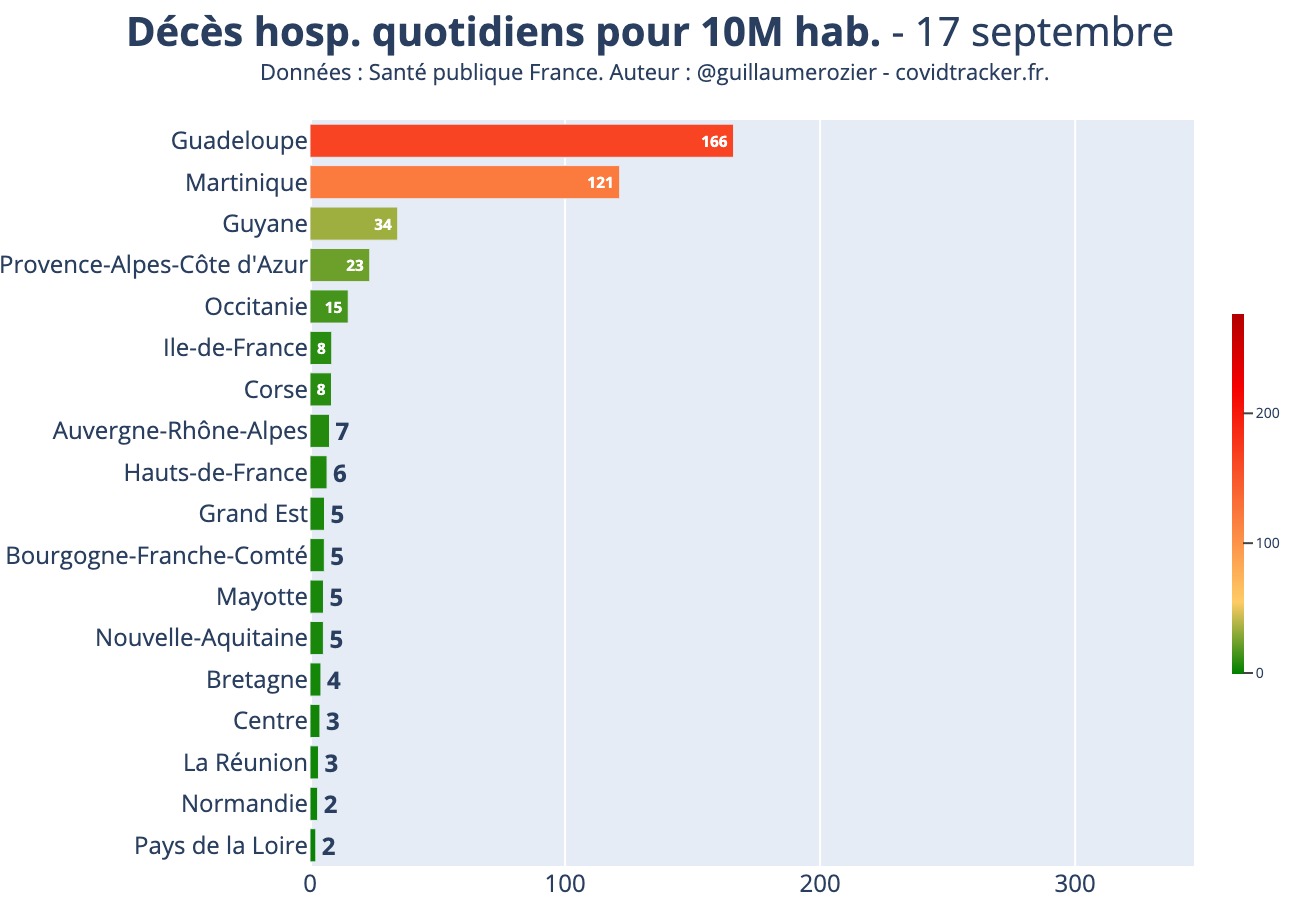 Décès hosp. quotidiens pour 10M hab. - 17 septembre
Données : Santé publique France. Auteur : @guillaumerozier - covidtracker.fr.
Guadeloupe 166
Martinique 121
Guyane 34
Provence-Alpes-Côte d'Azur 23
Occitanie 15
Ile-de-France 8
Corse 8
Auvergne-Rhône-Alpes 7
Hauts-de-France 6
Grand Est 5
Bourgogne-Franche-Comté 5
Mayotte 5
Nouvelle-Aquitaine 5
Bretagne 4
Centre 3
La Réunion 3
Normandie 2
Pays de la Loire 2
0 100 200 300
200
100
0